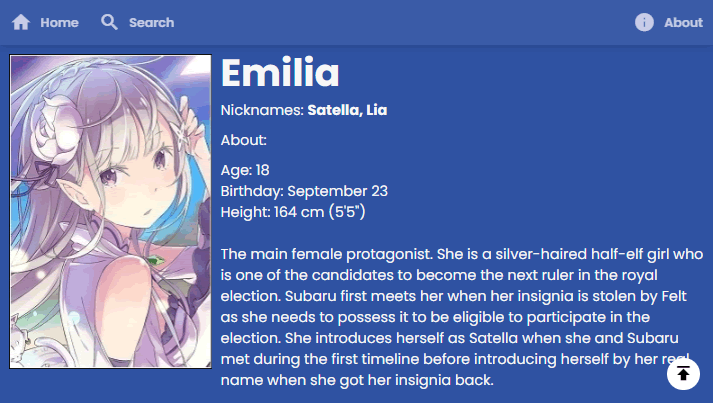 Home Search About
Emilia
Nicknames: Satella, Lia
About:
Age: 18
Birthday: September 23
Height: 164 cm (5'5")
The main female protagonist. She is a silver-haired half-elf girl who
is one of the candidates to become the next ruler in the royal
election. Subaru first meets her when her insignia is stolen by Felt
as she needs to possess it to be eligible to participate in the
election. She introduces herself as Satella when she and Subaru
met during the first timeline before introducing herself by her real
name when she got her insignia back.